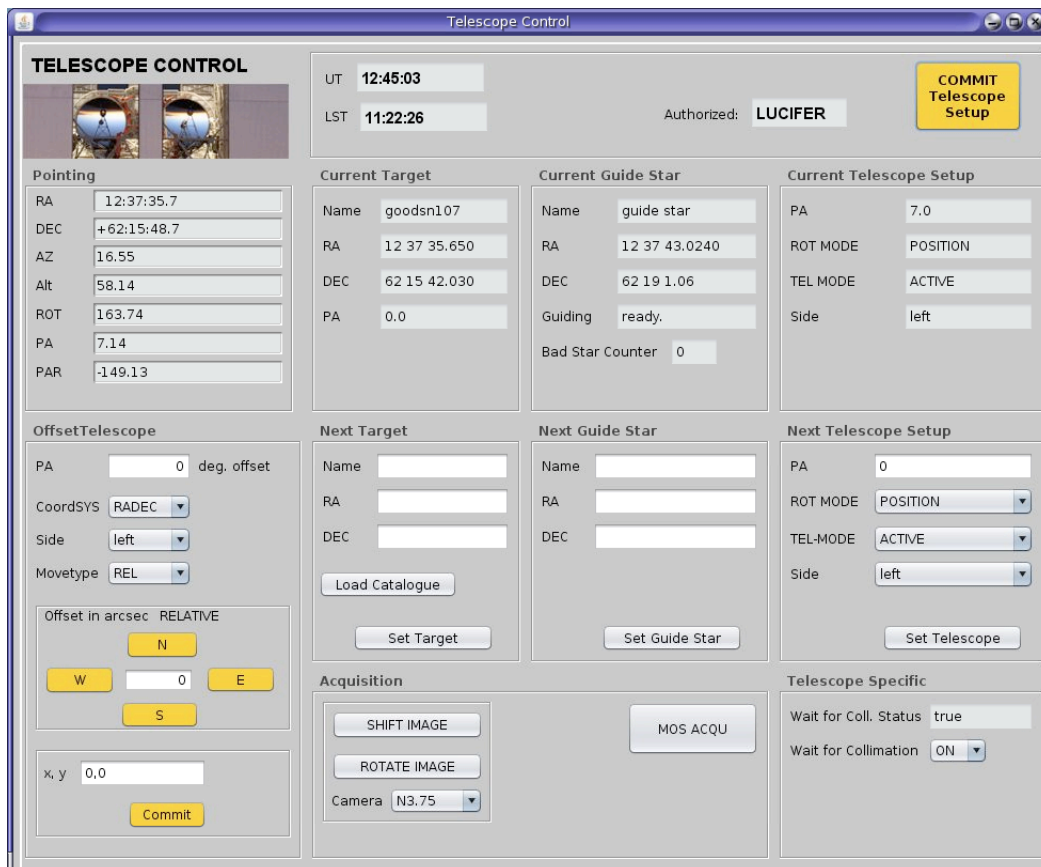 Telescope Control
TELESCOPE CONTROL
UT 12:45:03
LST 11:22:26
Authorized: LUCIFER
COMMIT
Telescope
Setup
Pointing
RA 12:37:35.7
DEC +62:15:48.7
AZ 16.55
Alt 58.14
ROT 163.74
PA 7.14
PAR -149.13
Current Target
Name goodsn107
RA 12 37 35.650
DEC 62 15 42.030
PA 0.0
Current Guide Star
Name guide star
RA 12 37 43.0240
DEC 62 19 1.06
Guiding ready.
Bad Star Counter 0
Current Telescope Setup
PA 7.0
ROT MODE POSITION
TEL MODE ACTIVE
Side left
OffsetTelescope
PA 0 deg. offset
CoordSYS RADEC
Side left
Movetype REL
Offset in arcsec RELATIVE
N
W 0 E
S
x, y 0,0
Commit
Next Target
Name
RA
DEC
Load Catalogue
Set Target
Next Guide Star
Name
RA
DEC
Set Guide Star
Next Telescope Setup
PA 0
ROT MODE POSITION
TEL-MODE ACTIVE
Side left
Set Telescope
Acquisition
SHIFT IMAGE
ROTATE IMAGE
Camera N3.75
MOS ACQU
Telescope Specific
Wait for Coll. Status true
Wait for Collimation ON